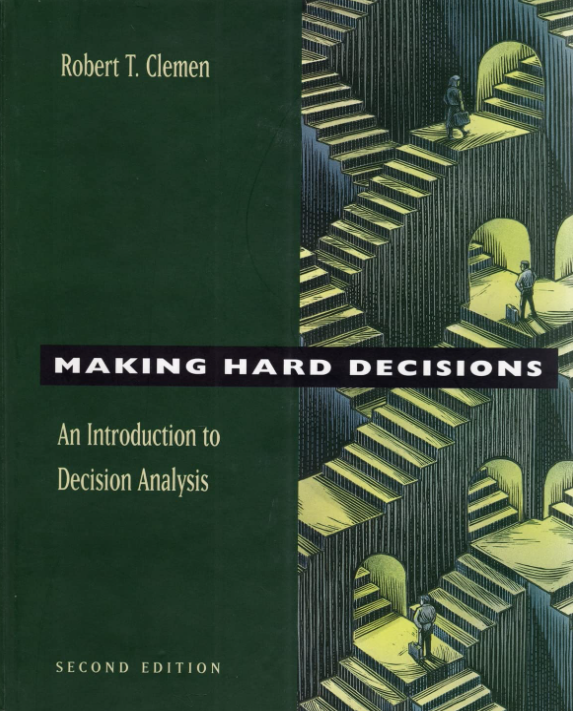 Robert T. Clemen
MAKING HARD DECISIONS
An Introduction to
Decision Analysis
SECOND EDITION